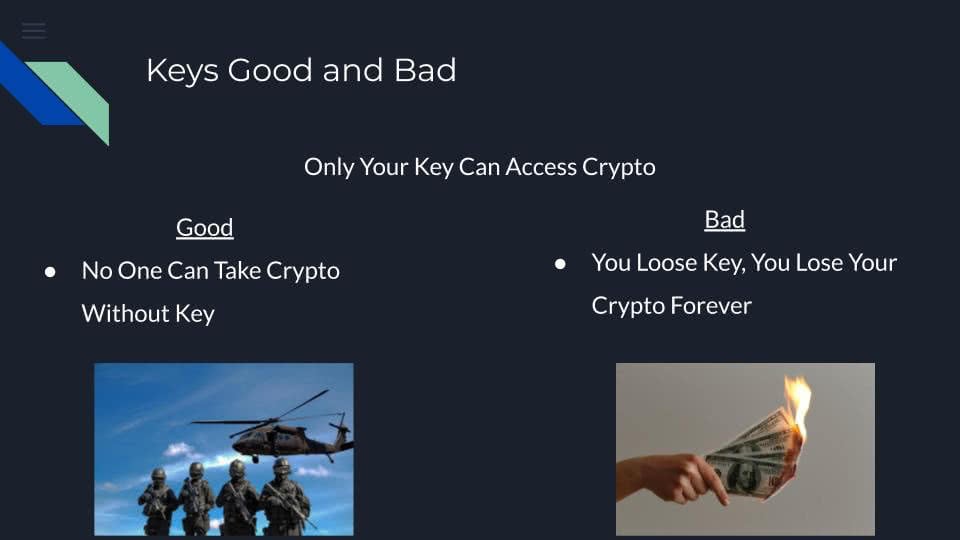 Keys Good and Bad
Only Your Key Can Access Crypto
Good
● No One Can Take Crypto
Without Key
Bad
● You Loose Key, You Lose Your
Crypto Forever